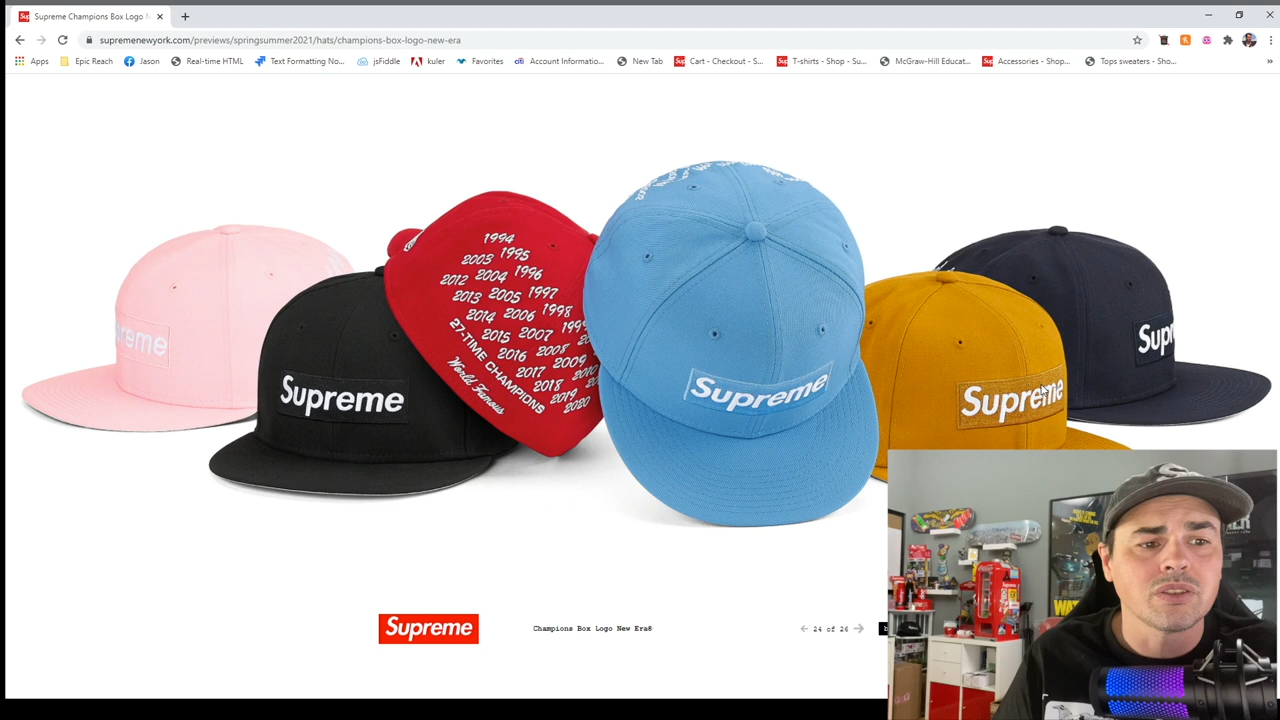 Supreme Champions Box Logo N
supremenewyork.com/previews/springsummer2021/hats/champions-box-logo-new-era
Apps Epic Reach Jason Real-time HTML Text Formatting No... jsFiddle kuler Favorites Account Informatio... New Tab Cart - Checkout - S... T-shirts - Shop - Su... McGraw-Hill Educat... Accessories - Shop... Tops sweaters - Sho... »
preme
Supreme
1994
2003 1995
2012 2004 1996
2013 2005 1997
2014 2006 1998
2015 2007 199
2016 2008
2017 2009
2018 2010
2019
2020
27-TIME CHAMPIONS
World Famous
Supreme
Supreme
Sup
Supreme
Champions Box Logo New Era®
24 of 26